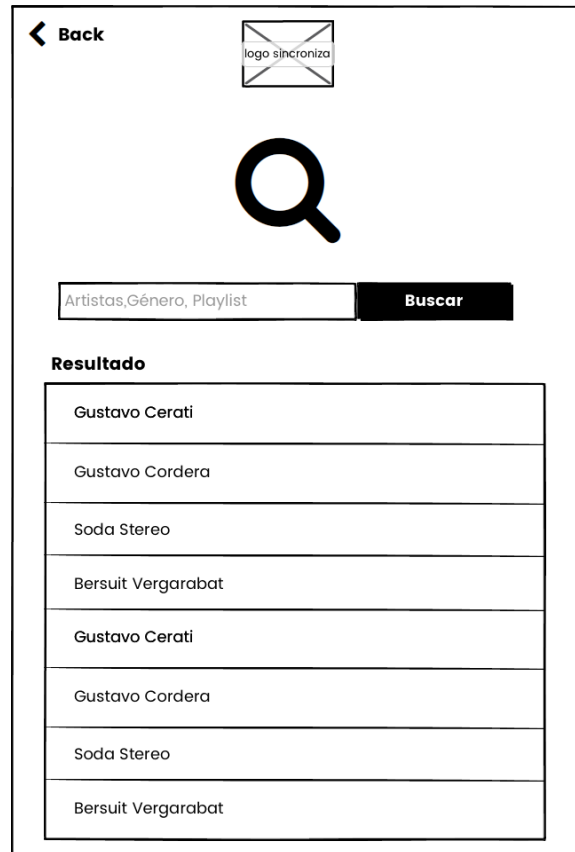 Back
logo sincroniza
Artistas,Género, Playlist
Buscar
Resultado
Gustavo Cerati
Gustavo Cordera
Soda Stereo
Bersuit Vergarabat
Gustavo Cerati
Gustavo Cordera
Soda Stereo
Bersuit Vergarabat